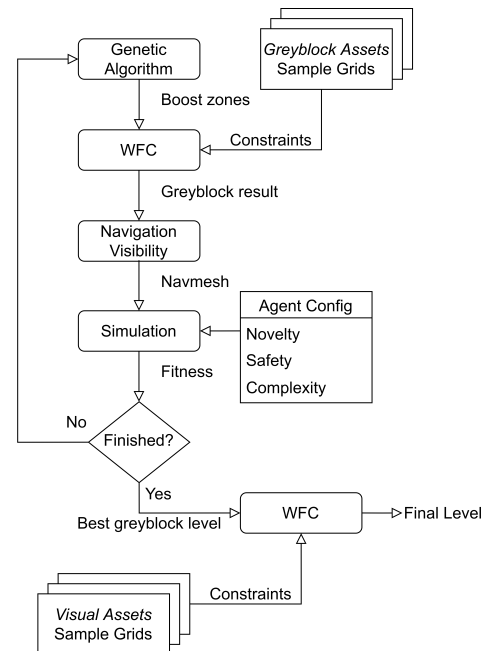 Genetic
Algorithm
Greyblock Assets
Sample Grids
Boost zones
Constraints
WFC
Greyblock result
Navigation
Visibility
Navmesh
Simulation
Agent Config
Novelty
Safety
Complexity
Fitness
No
Finished?
Yes
Best greyblock level
WFC
Final Level
Constraints
Visual Assets
Sample Grids